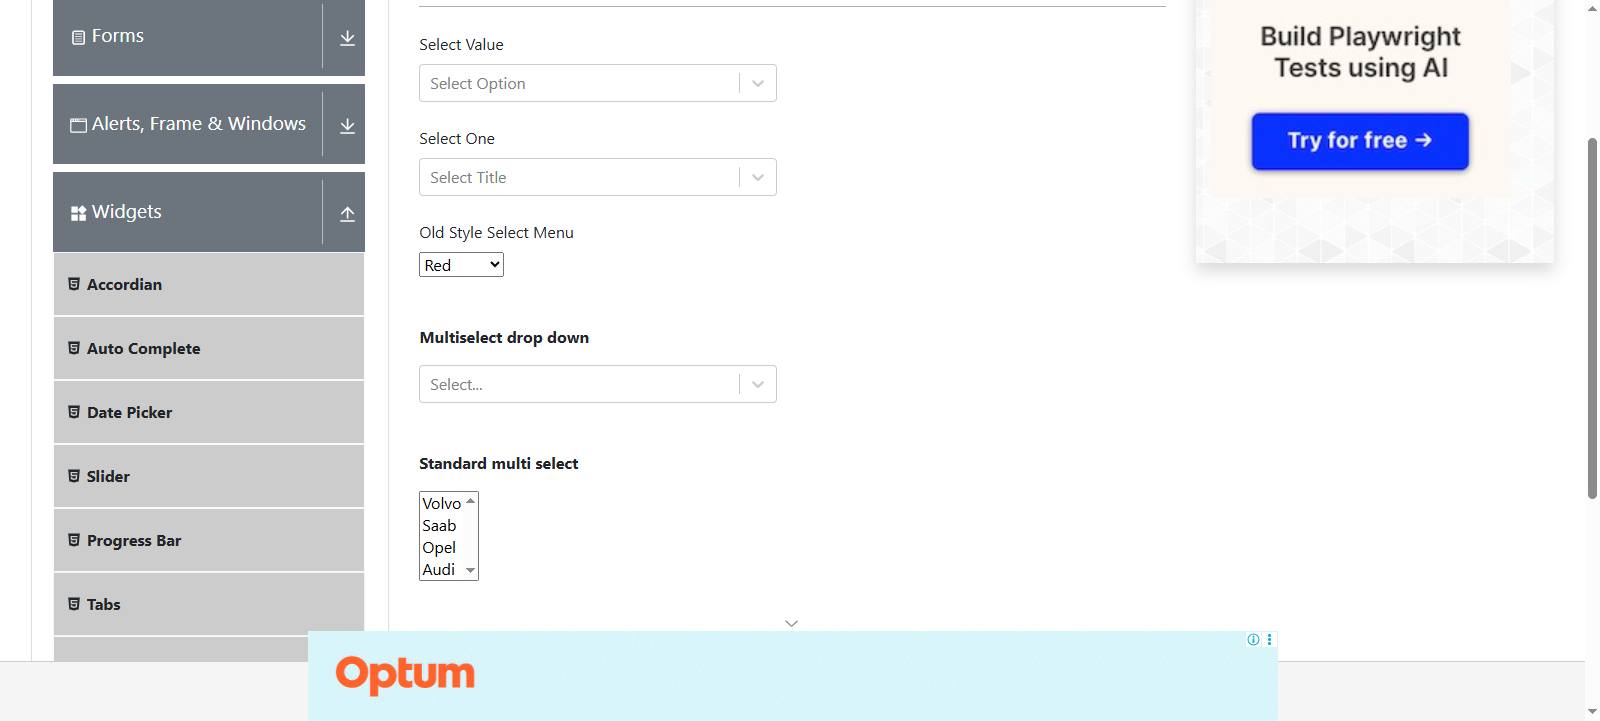 Forms
Alerts, Frame & Windows
Widgets
Accordian
Auto Complete
Date Picker
Slider
Progress Bar
Tabs
Select Value
Select Option
Select One
Select Title
Old Style Select Menu
Red
Multiselect drop down
Select...
Standard multi select
Volvo
Saab
Opel
Audi
Build Playwright
Tests using AI
Try for free →
Optum